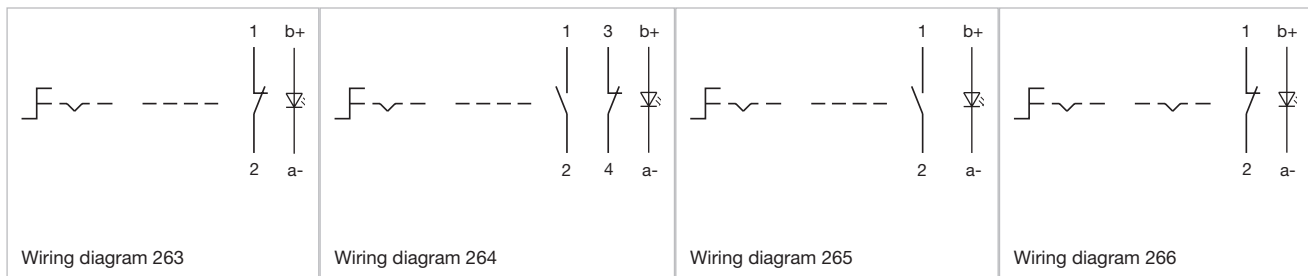 1 b+
2 a-
Wiring diagram 263
1 3 b+
2 4 a-
Wiring diagram 264
1 b+
2 a-
Wiring diagram 265
1 b+
2 a-
Wiring diagram 266